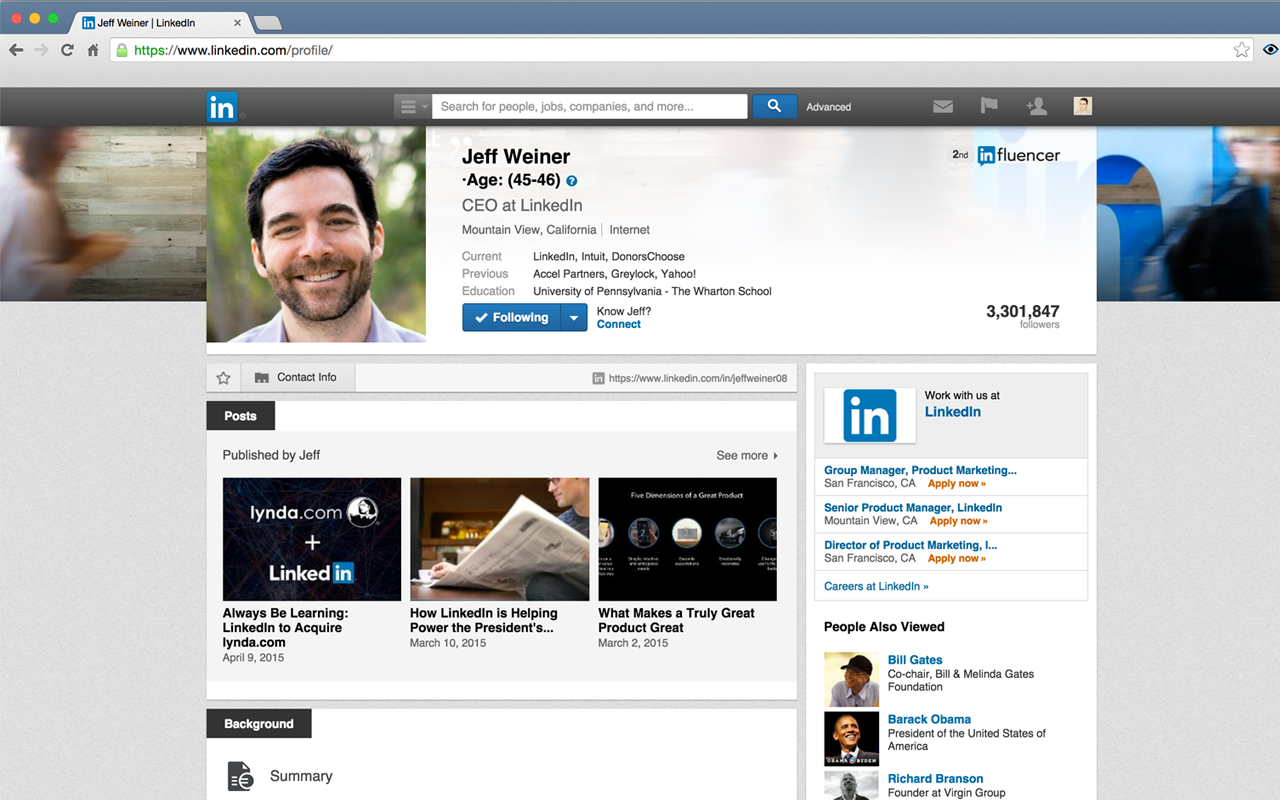 Jeff Weiner | LinkedIn
https://www.linkedin.com/profile/
in
Search for people, jobs, companies, and more...
Advanced
Jeff Weiner
2nd
influencer
·Age: (45-46) ?
CEO at LinkedIn
Mountain View, California | Internet
Current LinkedIn, Intuit, DonorsChoose
Previous Accel Partners, Greylock, Yahoo!
Education University of Pennsylvania - The Wharton School
Following
Know Jeff?
Connect
3,301,847
followers
Contact Info
in https://www.linkedin.com/in/jeffweiner08
Posts
Published by Jeff
See more
lynda.com
+
Linked in
Always Be Learning:
LinkedIn to Acquire
lynda.com
April 9, 2015
How LinkedIn is Helping
Power the President's...
March 10, 2015
Five Dimensions of a Great Product
What Makes a Truly Great
Product Great
March 2, 2015
Background
Summary
in
Work with us at
LinkedIn
Group Manager, Product Marketing...
San Francisco, CA Apply now »
Senior Product Manager, LinkedIn
Mountain View, CA Apply now »
Director of Product Marketing, I...
San Francisco, CA Apply now »
Careers at LinkedIn »
People Also Viewed
Bill Gates
Co-chair, Bill & Melinda Gates
Foundation
Barack Obama
President of the United States of
America
OBAMA BIDEN
Richard Branson
Founder at Virgin Group